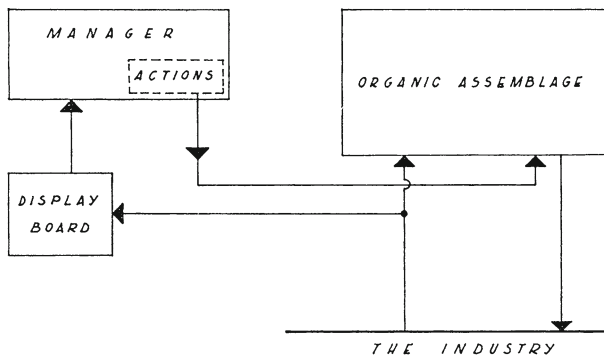 MANAGER
ACTIONS
ORGANIC ASSEMBLAGE
DISPLAY
BOARD
THE INDUSTRY